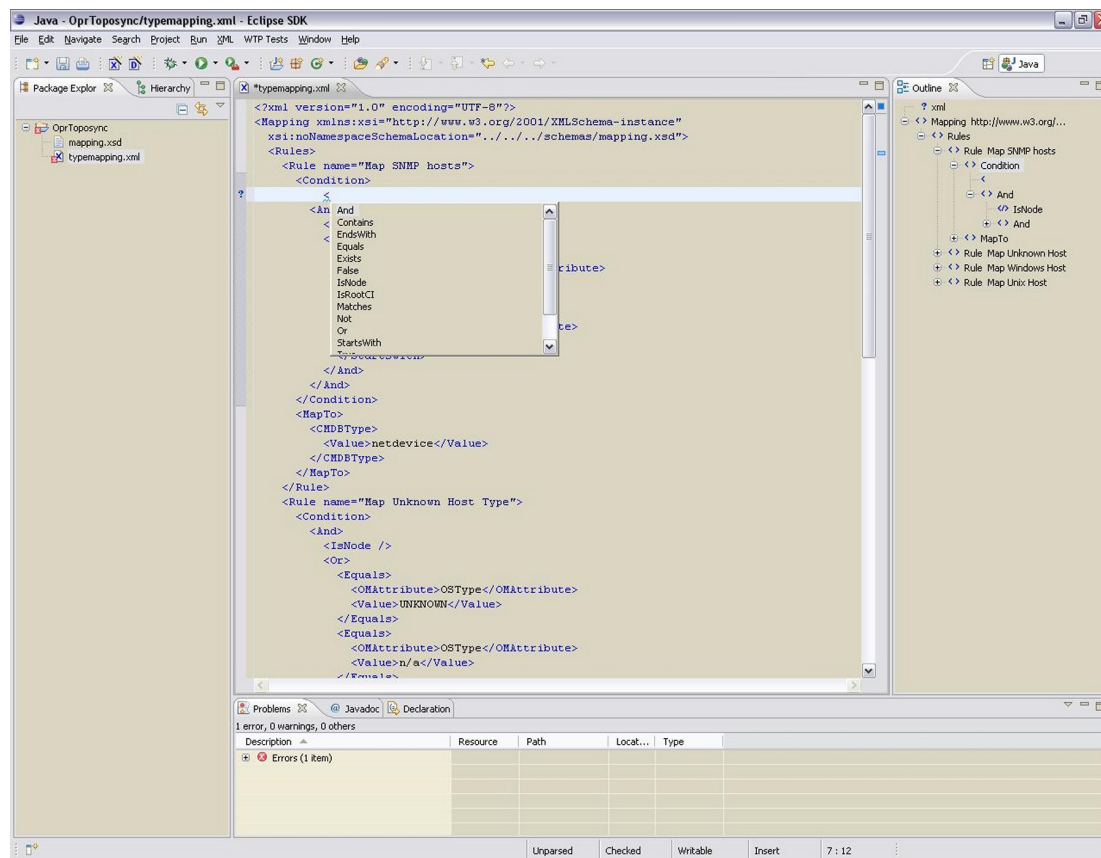 Java - OprToposync/typemapping.xml - Eclipse SDK
File Edit Navigate Search Project Run XML WTP Tests Window Help
Java
Package Explor Hierarchy
OprToposync
mapping.xsd
typemapping.xml
*typemapping.xml
<?xml version="1.0" encoding="UTF-8"?>
<Mapping xmlns:xsi="http://www.w3.org/2001/XMLSchema-instance"
xsi:noNamespaceSchemaLocation="../../../schemas/mapping.xsd">
<Rules>
<Rule name="Map SNMP hosts">
<Condition>
<
<An
<
<
ribute>
te>
And
Contains
EndsWith
Equals
Exists
False
IsNode
IsRootCI
Matches
Not
Or
StartsWith
True
</StartsWith>
</And>
</And>
</Condition>
<MapTo>
<CMDBType>
<Value>netdevice</Value>
</CMDBType>
</MapTo>
</Rule>
<Rule name="Map Unknown Host Type">
<Condition>
<And>
<IsNode />
<Or>
<Equals>
<OMAttribute>OSType</OMAttribute>
<Value>UNKNOWN</Value>
</Equals>
<Equals>
<OMAttribute>OSType</OMAttribute>
<Value>n/a</Value>
</Equals>
Outline
? xml
<> Mapping http://www.w3.org/...
<> Rules
<> Rule Map SNMP hosts
<> Condition
<
<> And
</> IsNode
<> And
<> MapTo
<> Rule Map Unknown Host
<> Rule Map Windows Host
<> Rule Map Unix Host
Problems @ Javadoc Declaration
1 error, 0 warnings, 0 others
Description Resource Path Locat... Type
Errors (1 item)
Unparsed Checked Writable Insert 7 : 12